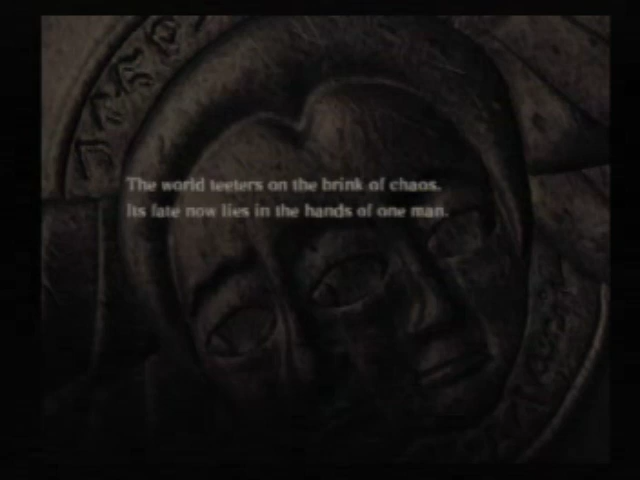 The world teeters on the brink of chaos.
Its fate now lies in the hands of one man.